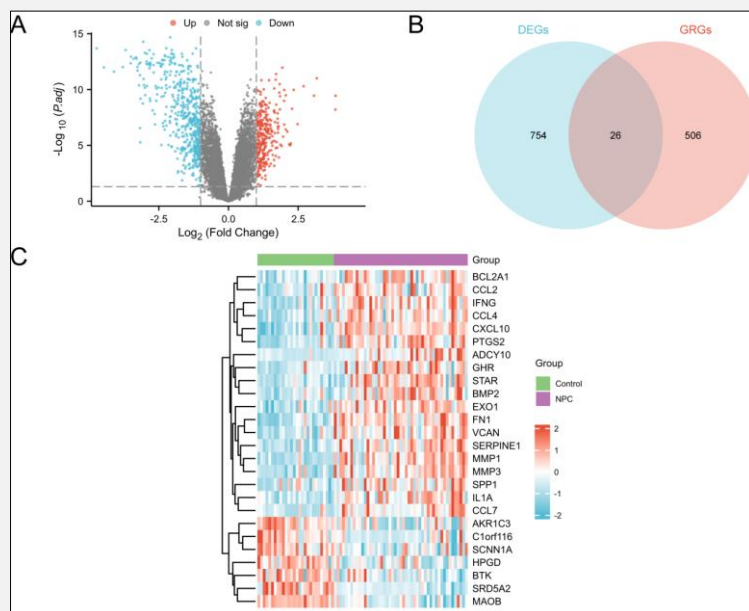 A
Up Not sig Down
15
10
5
0
-Log10 (P.adj)
-2.5 0.0 2.5
Log2 (Fold Change)
B
DEGs GRGs
754 26 506
C
Group
BCL2A1
CCL2
IFNG
CCL4
CXCL10
PTGS2
ADCY10
GHR
STAR
BMP2
EXO1
FN1
VCAN
SERPINE1
MMP1
MMP3
SPP1
IL1A
CCL7
AKR1C3
C1orf116
SCNN1A
HPGD
BTK
SRD5A2
MAOB
Group
Control
NPC
2
1
0
-1
-2